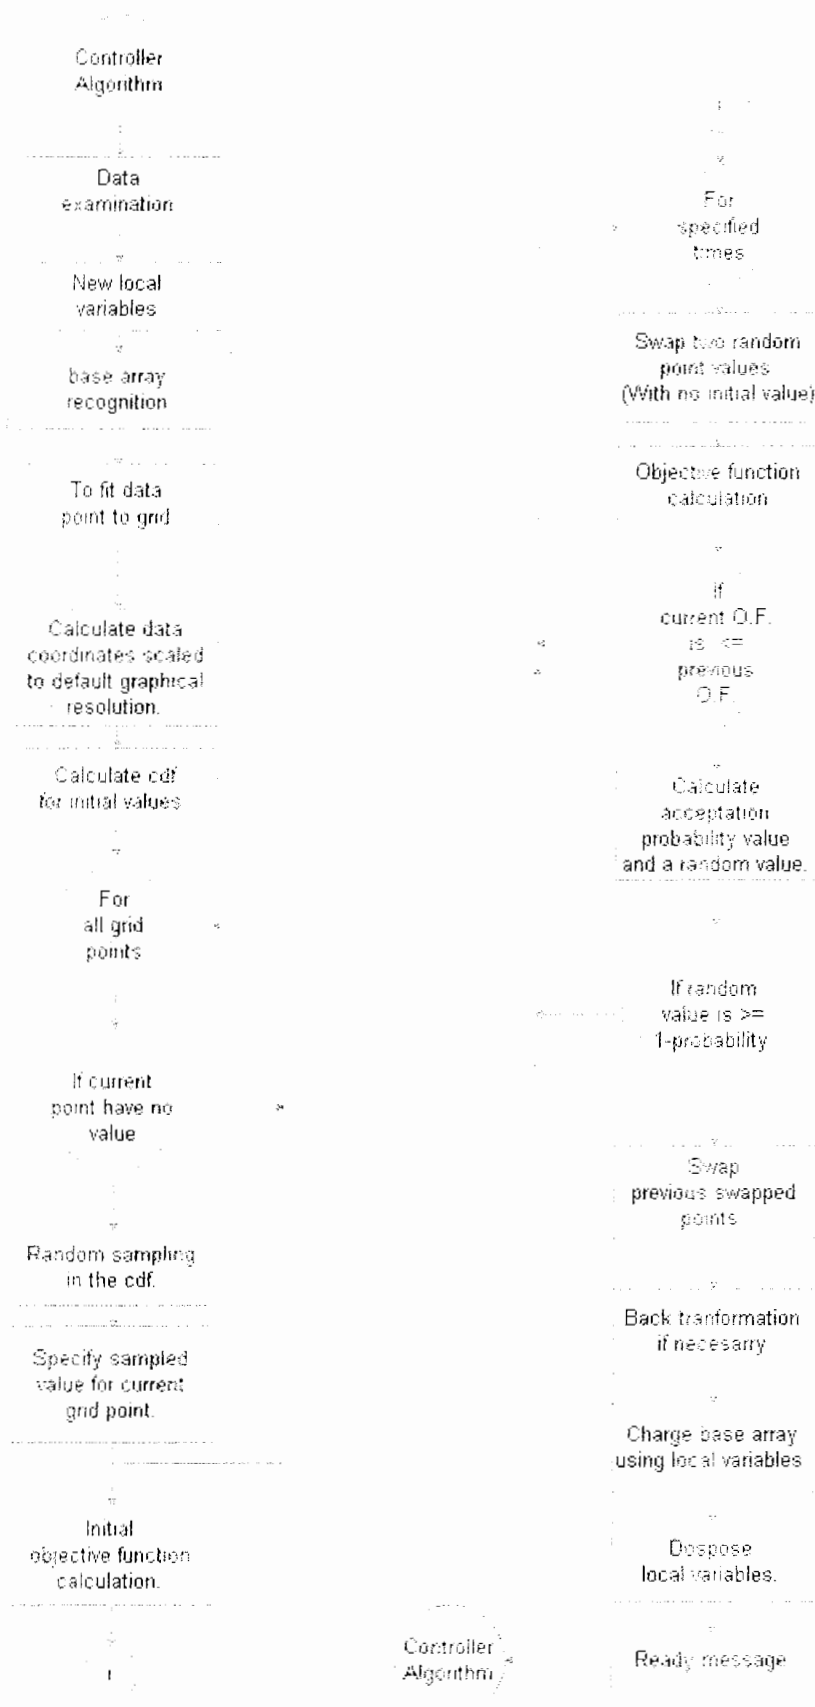 Controller
Algorithm
Data
examination
New local
variables
base array
recognition
To fit data
point to grid
Calculate data
coordinates scaled
to default graphical
resolution.
Calculate cdf
for initial values
For
all grid
points
If current
point have no
value
Random sampling
in the cdf.
Specify sampled
value for current
grid point.
Initial
objective function
calculation.
I
I
For
specified
times
Swap two random
point values
(With no initial value)
Objective function
calculation
If
current O.F.
is <=
previous
O.F.
Calculate
acceptation
probability value
and a random value.
If random
value is >=
1-probability
Swap
previous swapped
points
Back tranformation
if necesarry
Charge base array
using local variables
Dospose
local variables.
Ready message
Controller
Algorithm